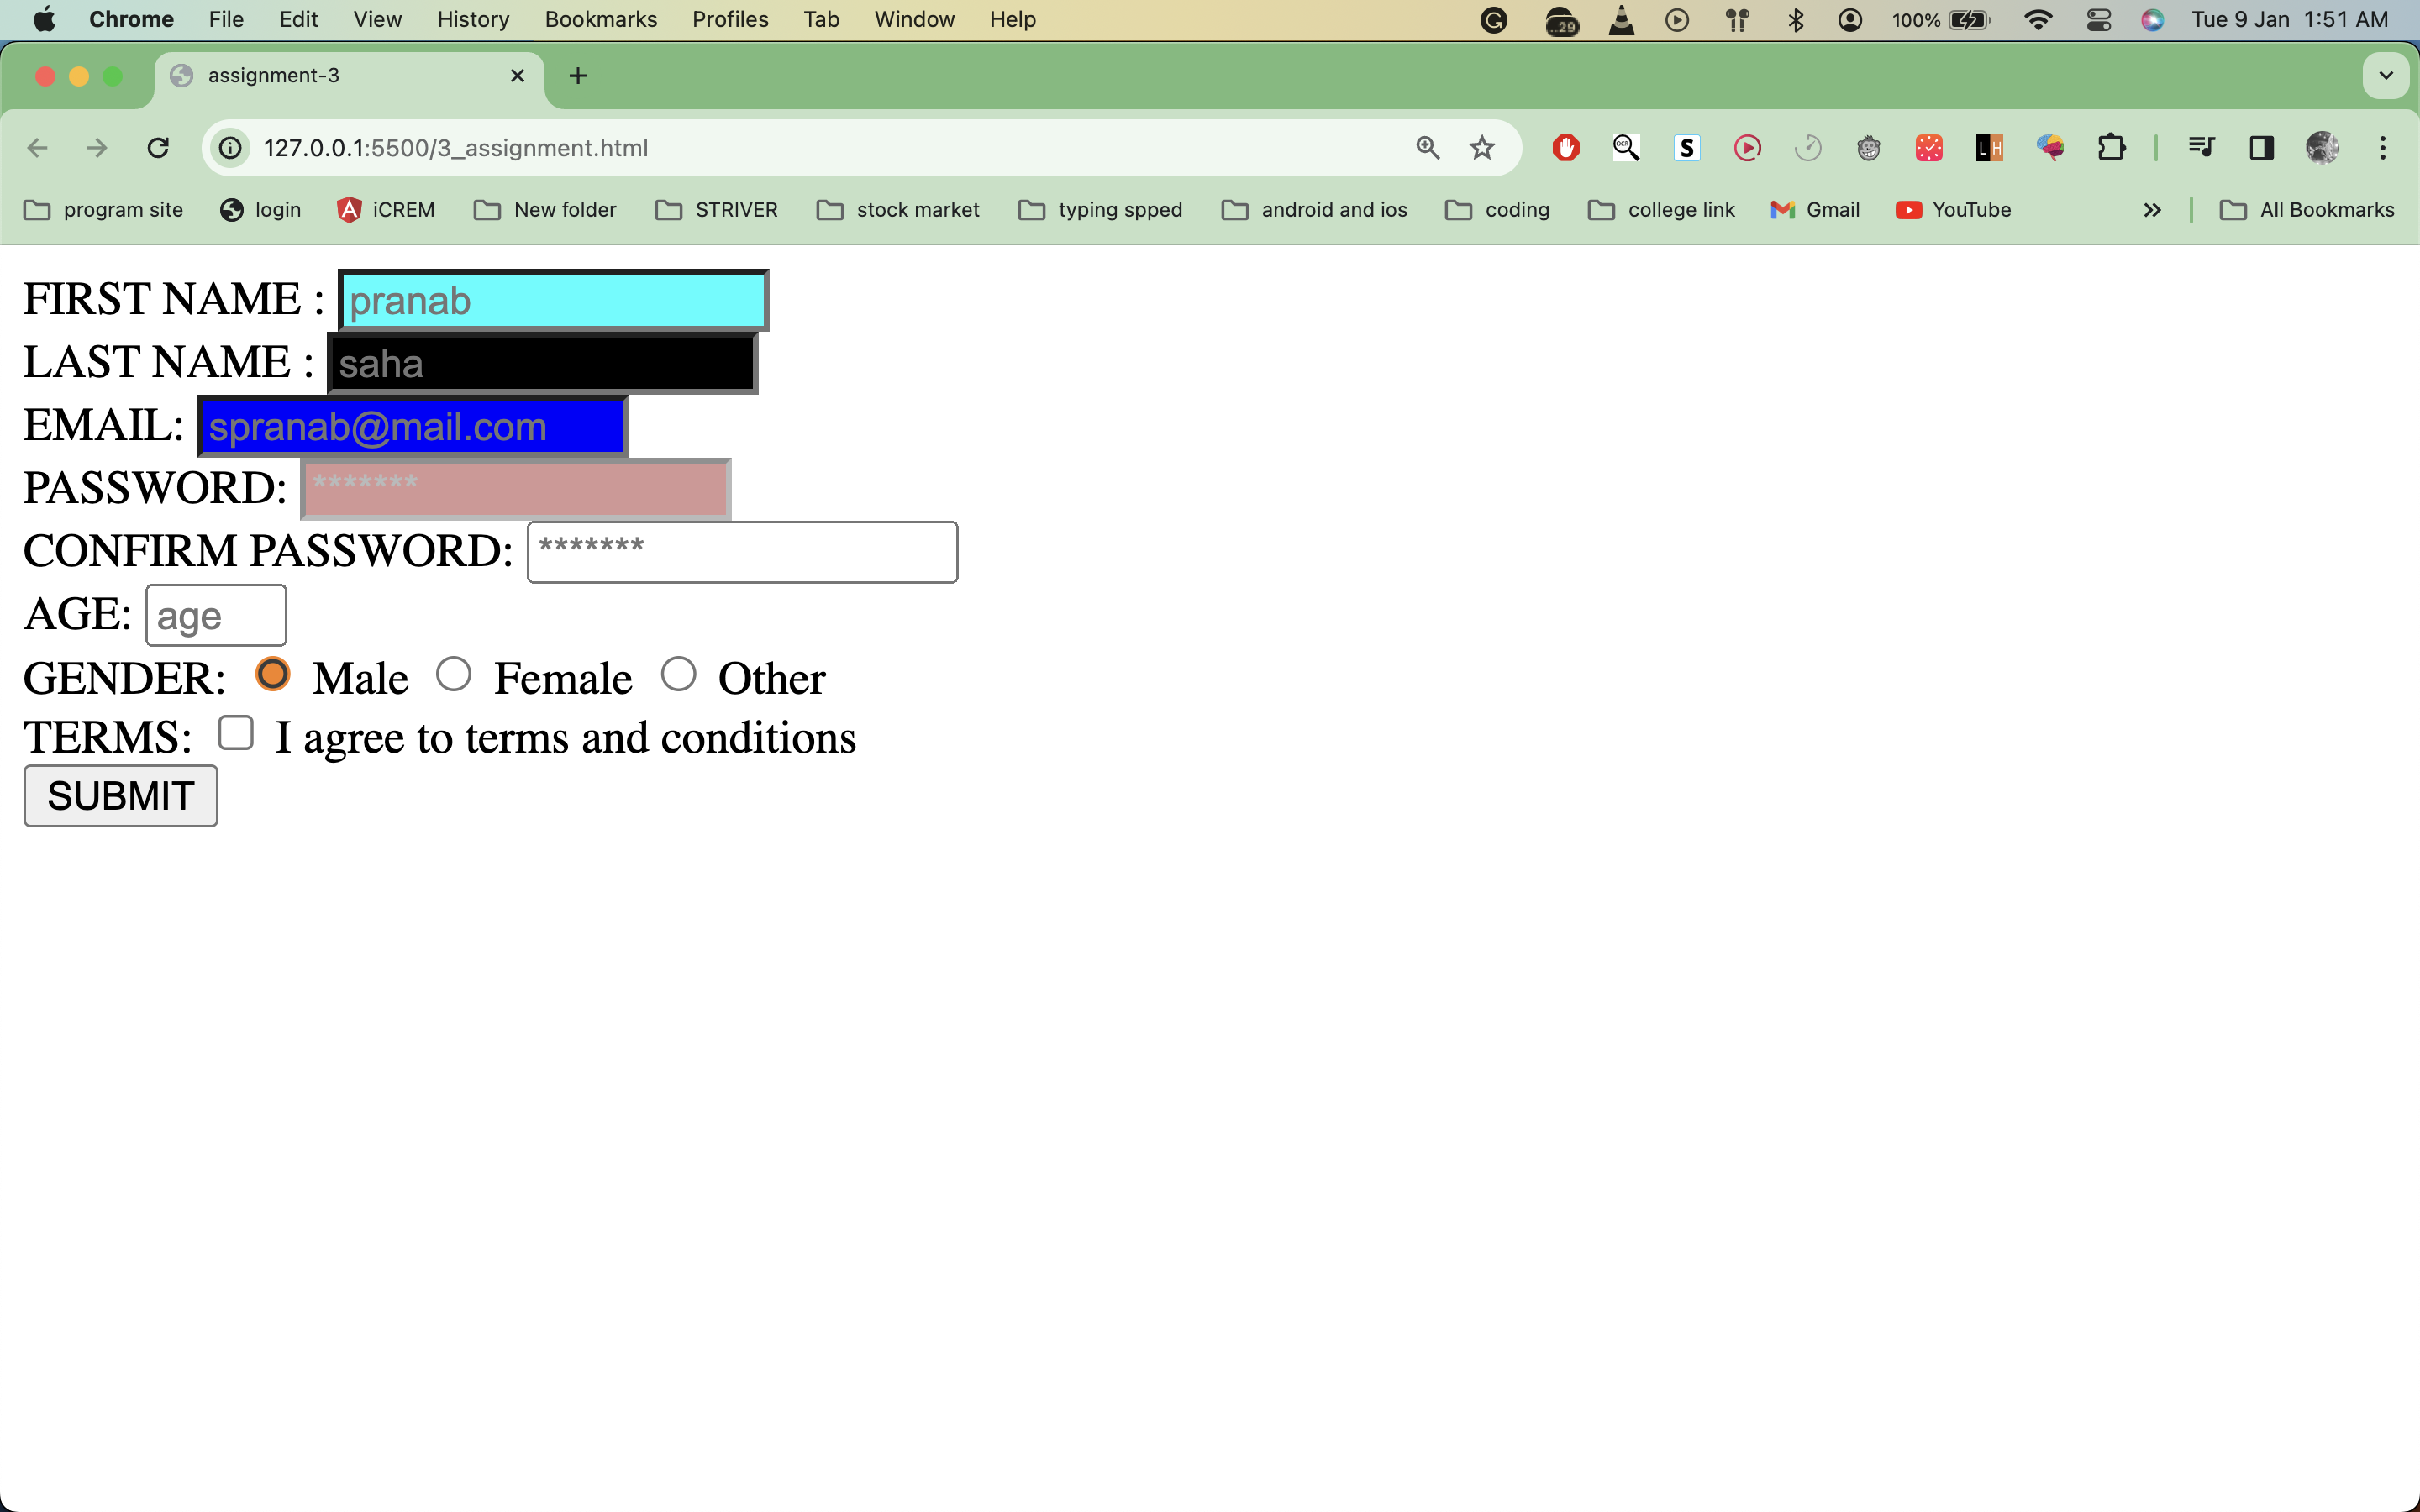 Chrome File Edit View History Bookmarks Profiles Tab Window Help 29 100% Tue 9 Jan 1:51 AM
assignment-3
127.0.0.1:5500/3_assignment.html OCR S LH
program site login iCREM New folder STRIVER stock market typing spped android and ios coding college link Gmail YouTube All Bookmarks
FIRST NAME : pranab
LAST NAME : saha
EMAIL: spranab@mail.com
PASSWORD: *******
CONFIRM PASSWORD: *******
AGE: age
GENDER: Male Female Other
TERMS: I agree to terms and conditions
SUBMIT